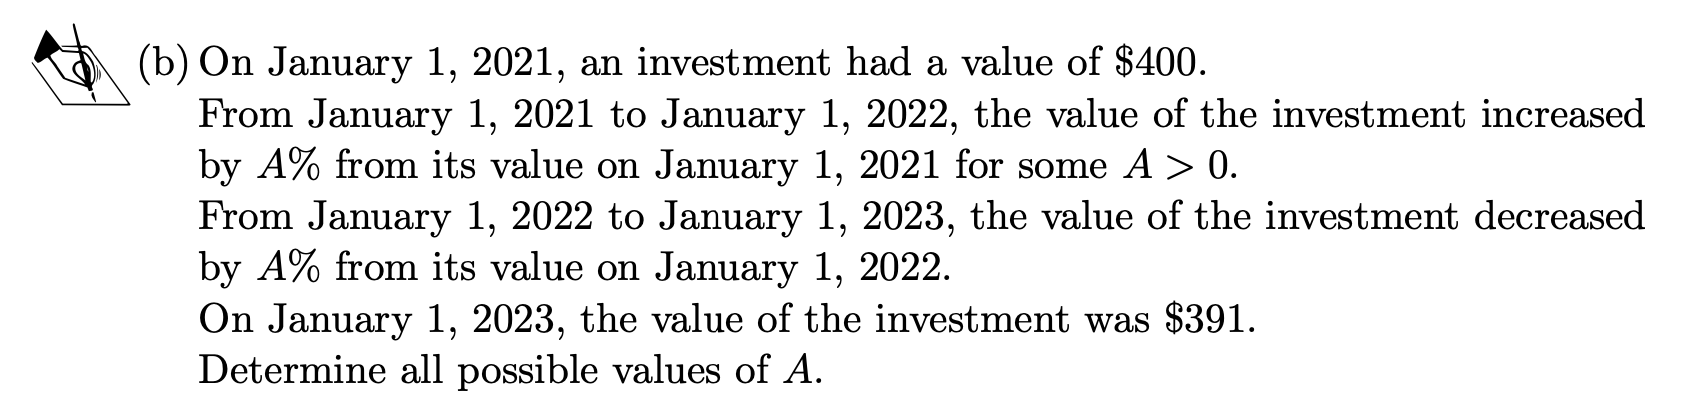 (b) On January 1, 2021, an investment had a value of $400.
From January 1, 2021 to January 1, 2022, the value of the investment increased
by A% from its value on January 1, 2021 for some A > 0.
From January 1, 2022 to January 1, 2023, the value of the investment decreased
by A% from its value on January 1, 2022.
On January 1, 2023, the value of the investment was $391.
Determine all possible values of A.